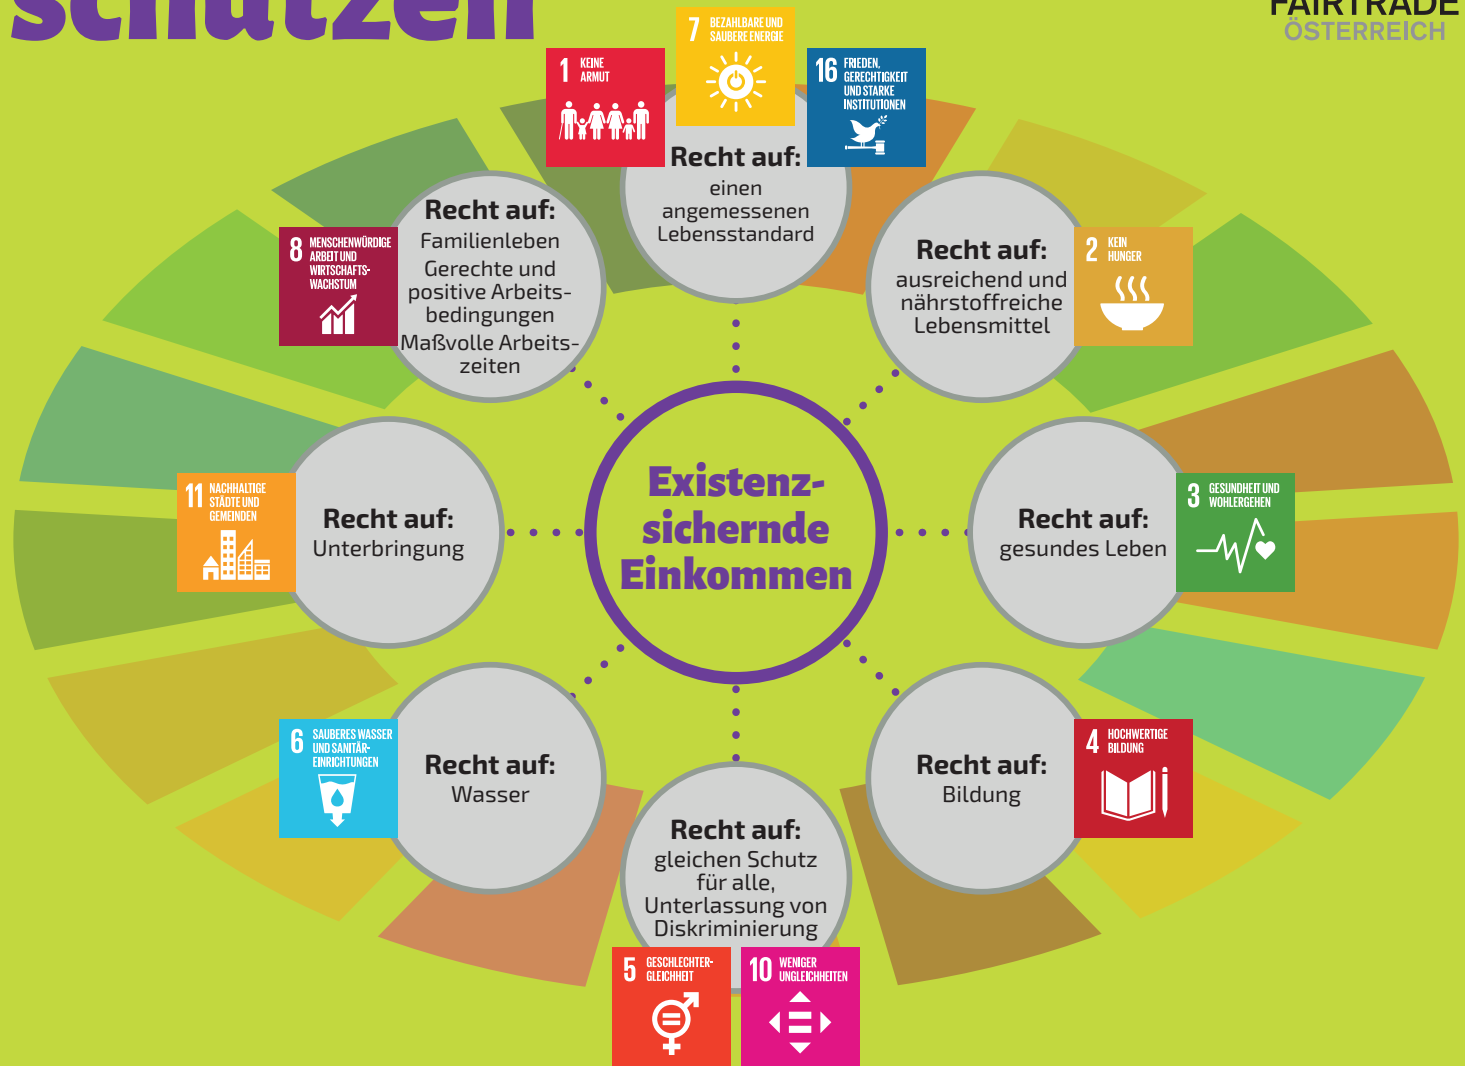 schützen
FAIRTRADE
ÖSTERREICH
7 BEZAHLBARE UND
SAUBERE ENERGIE
1 KEINE
ARMUT
16 FRIEDEN,
GERECHTIGKEIT
UND STARKE
INSTITUTIONEN
Recht auf:
einen
angemessenen
Lebensstandard
Recht auf:
Familienleben
Gerechte und
positive Arbeits-
bedingungen
Maßvolle Arbeits-
zeiten
8 MENSCHENWÜRDIGE
ARBEIT UND
WIRTSCHAFTS-
WACHSTUM
Recht auf:
ausreichend und
nährstoffreiche
Lebensmittel
2 KEIN
HUNGER
Existenz-
sichernde
Einkommen
11 NACHHALTIGE
STÄDTE UND
GEMEINDEN
Recht auf:
Unterbringung
Recht auf:
gesundes Leben
3 GESUNDHEIT UND
WOHLERGEHEN
6 SAUBERES WASSER
UND SANITÄR-
EINRICHTUNGEN
Recht auf:
Wasser
Recht auf:
Bildung
4 HOCHWERTIGE
BILDUNG
Recht auf:
gleichen Schutz
für alle,
Unterlassung von
Diskriminierung
5 GESCHLECHTER-
GLEICHHEIT
10 WENIGER
UNGLEICHHEITEN